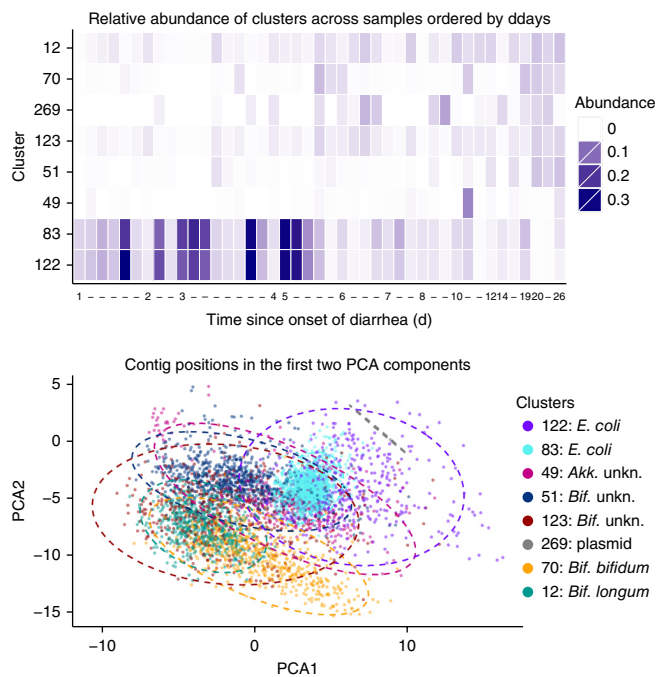 Relative abundance of clusters across samples ordered by ddays
Cluster
12
70
269
123
51
49
83
122
1 – – – – – 2 – – 3 – – – – – – – 4 5 – – – – 6 – – – 7 – – 8 – – 10 – – 12 14 – 19 20 – 26
Time since onset of diarrhea (d)
Abundance
0
0.1
0.2
0.3
Contig positions in the first two PCA components
PCA2
5
0
−5
−10
−15
−10
0
10
PCA1
Clusters
122: E. coli
83: E. coli
49: Akk. unkn.
51: Bif. unkn.
123: Bif. unkn.
269: plasmid
70: Bif. bifidum
12: Bif. longum